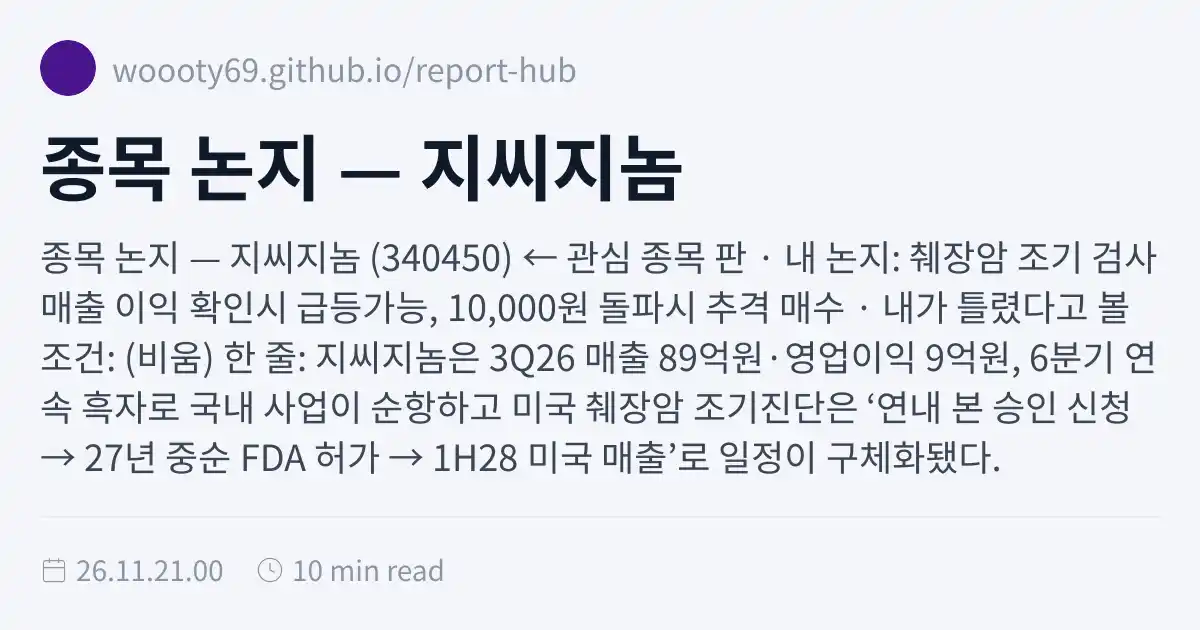 woooty69.github.io/report-hub
종목 논지 — 지씨지놈
종목 논지 — 지씨지놈 (340450) ← 관심 종목 판 · 내 논지: 췌장암 조기 검사
매출 이익 확인시 급등가능, 10,000원 돌파시 추격 매수 · 내가 틀렸다고 볼
조건: (비움) 한 줄: 지씨지놈은 3Q26 매출 89억원·영업이익 9억원, 6분기 연
속 흑자로 국내 사업이 순항하고 미국 췌장암 조기진단은 ‘연내 본 승인 신청
→ 27년 중순 FDA 허가 → 1H28 미국 매출’로 일정이 구체화됐다.
26.11.21.00
10 min read